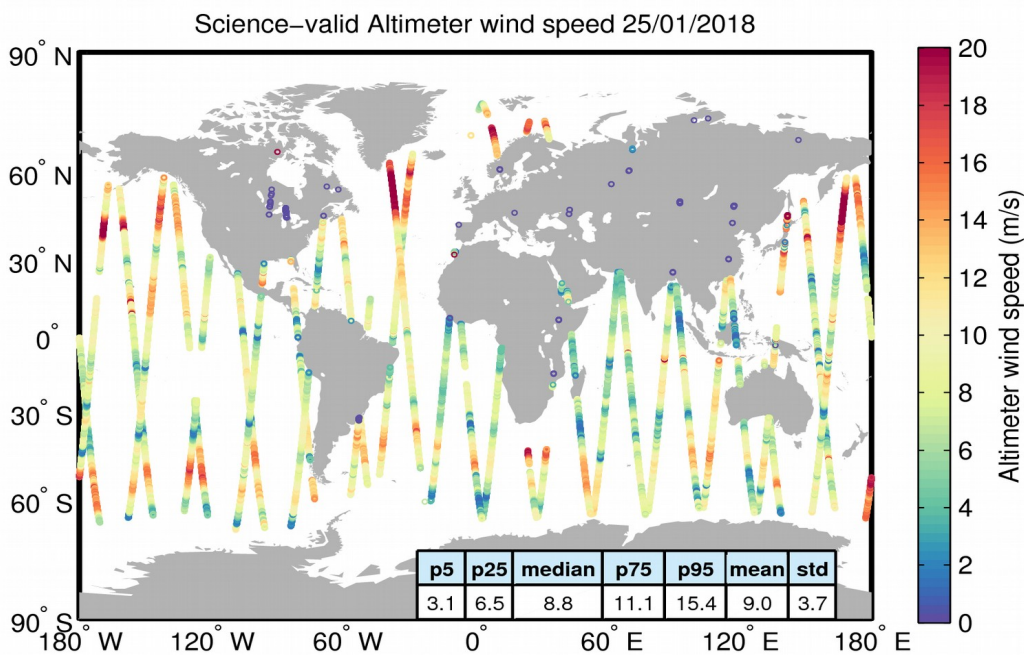 Science-valid Altimeter wind speed 25/01/2018
90° N
60° N
30° N
0°
30° S
60° S
90° S
180° W
120° W
60° W
0°
60° E
120° E
180° E
p5 p25 median p75 p95 mean std
3.1 6.5 8.8 11.1 15.4 9.0 3.7
20
18
16
14
12
10
8
6
4
2
0
Altimeter wind speed (m/s)